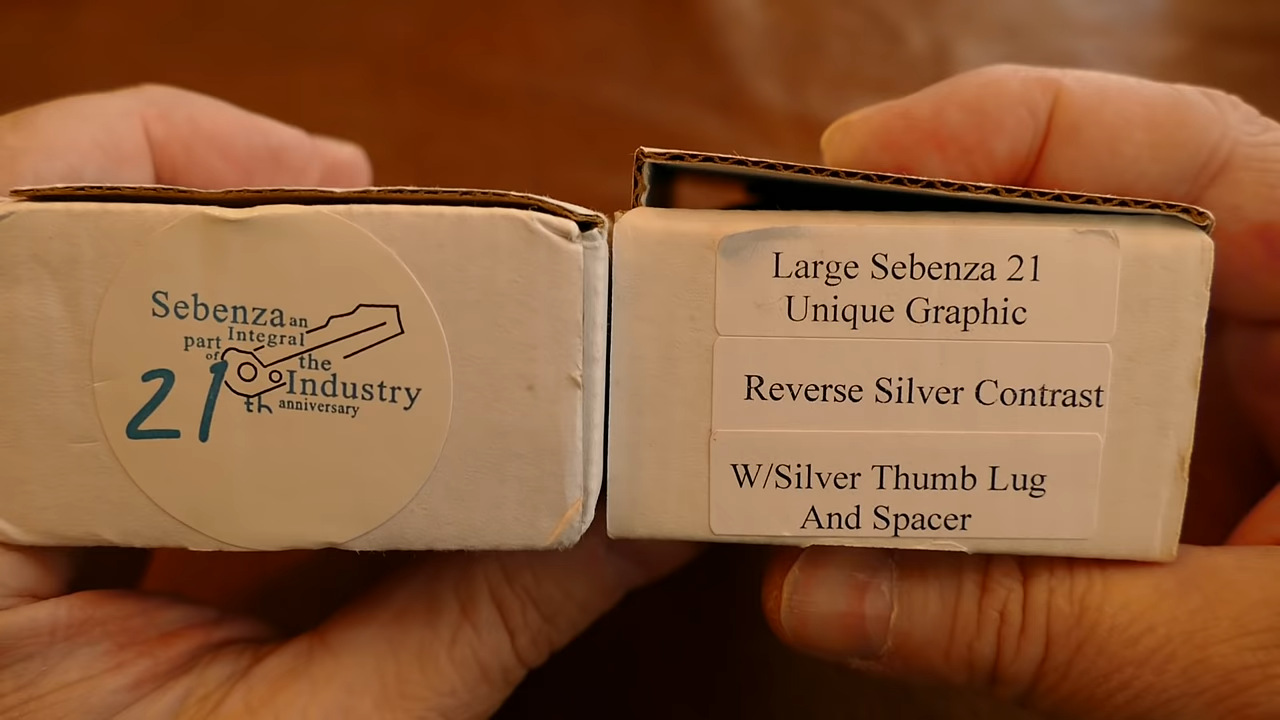 Sebenza an
Integral
part
of
the
21
Industry
th anniversary
Large Sebenza 21
Unique Graphic
Reverse Silver Contrast
W/Silver Thumb Lug
And Spacer